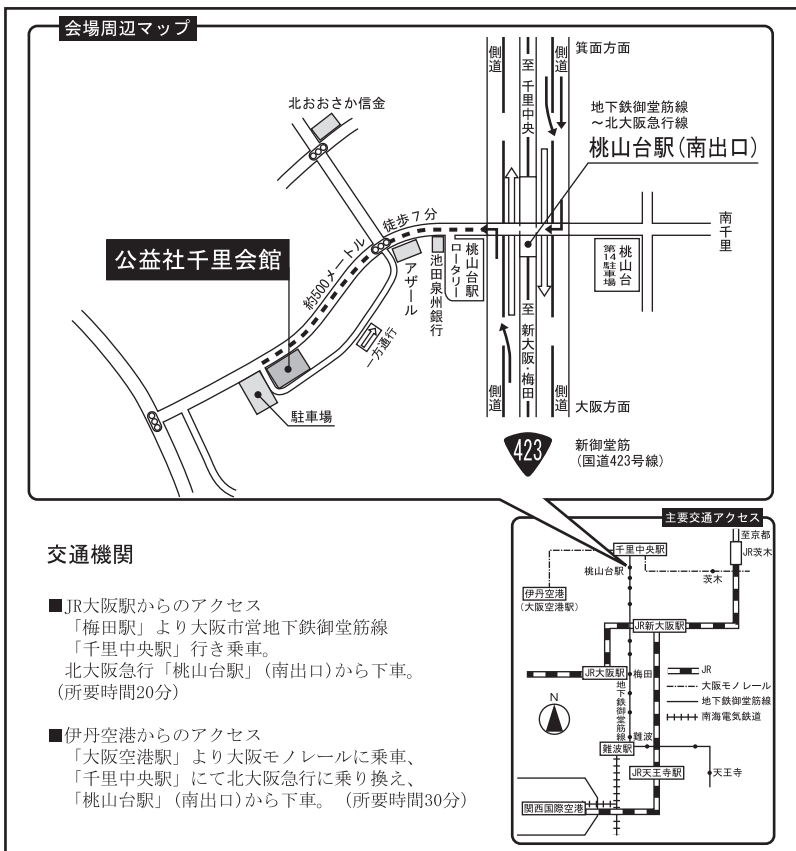 会場周辺マップ
側道
至 千里中央
側道
箕面方面
北おおさか信金
地下鉄御堂筋線
～北大阪急行線
桃山台駅(南出口)
徒歩7分
南千里
公益社千里会館
約500メートル
アザール
池田泉州銀行
桃山台駅
ロータリー
桃山台
第14駐車場
一方通行
至 新大阪・梅田
駐車場
側道
側道
大阪方面
423
新御堂筋
(国道423号線)
主要交通アクセス
至京都
千里中央駅
JR茨木
桃山台駅
茨木
伊丹空港
(大阪空港駅)
JR新大阪駅
JR大阪駅
梅田
JR
大阪モノレール
地下鉄御堂筋線
南海電気鉄道
N
地下鉄御堂筋線
難波
難波駅
JR天王寺駅
天王寺
関西国際空港
交通機関
■JR大阪駅からのアクセス
「梅田駅」より大阪市営地下鉄御堂筋線
「千里中央駅」行き乗車。
北大阪急行「桃山台駅」(南出口)から下車。
(所要時間20分)
■伊丹空港からのアクセス
「大阪空港駅」より大阪モノレールに乗車、
「千里中央駅」にて北大阪急行に乗り換え、
「桃山台駅」(南出口)から下車。 (所要時間30分)